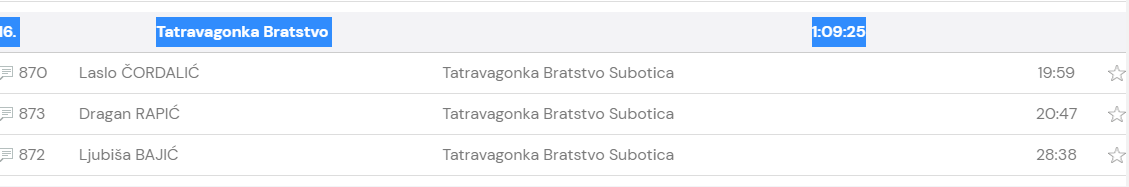 16. Tatravagonka Bratstvo 1:09:25
870 Laslo ČORDALIĆ Tatravagonka Bratstvo Subotica 19:59
873 Dragan RAPIĆ Tatravagonka Bratstvo Subotica 20:47
872 Ljubiša BAJIĆ Tatravagonka Bratstvo Subotica 28:38